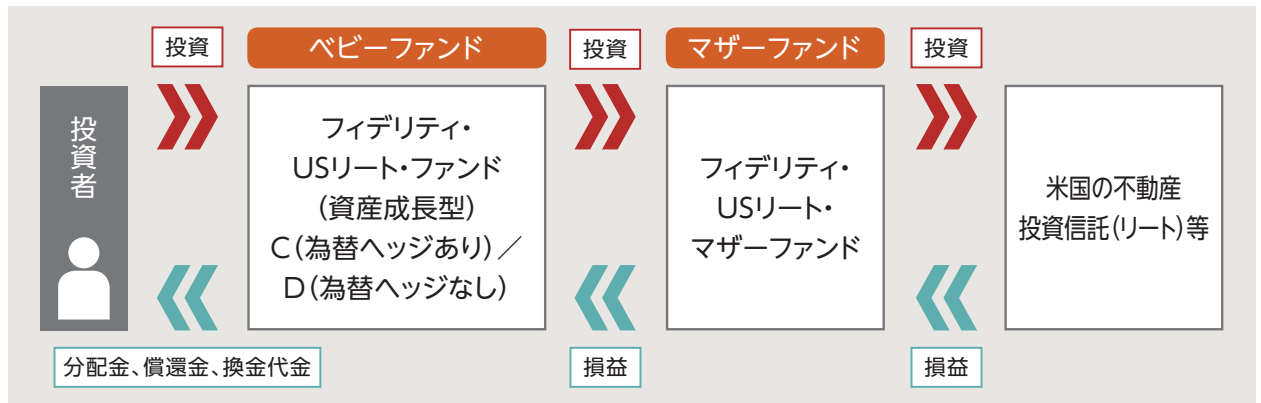 投資
ベビーファンド
投資
マザーファンド
投資
投資者
フィデリティ・
USリート・ファンド
(資産成長型)
C(為替ヘッジあり)/
D(為替ヘッジなし)
フィデリティ・
USリート・
マザーファンド
米国の不動産
投資信託(リート)等
分配金、償還金、換金代金
損益
損益